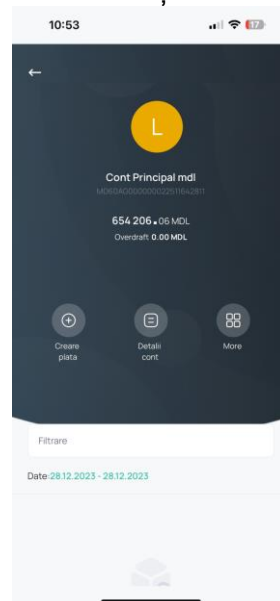 10:53
17
L
Cont Principal mdl
654 206.06 MDL
Overdraft 0.00 MDL
Creare
plata
Detalii
cont
More
Filtrare
Date:28.12.2023 - 28.12.2023